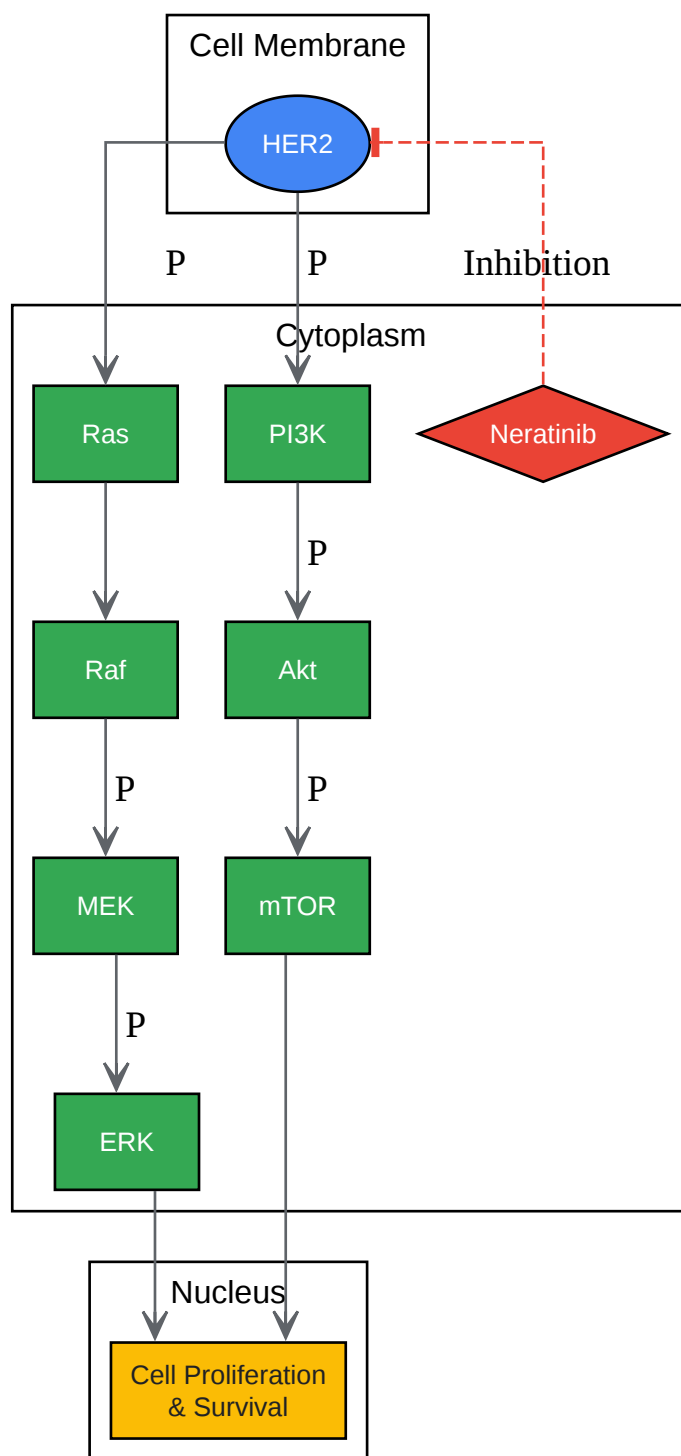 Cell Membrane
HER2
P
P
Inhibition
Cytoplasm
Ras
PI3K
Neratinib
P
Raf
Akt
P
P
MEK
mTOR
P
ERK
Nucleus
Cell Proliferation
& Survival